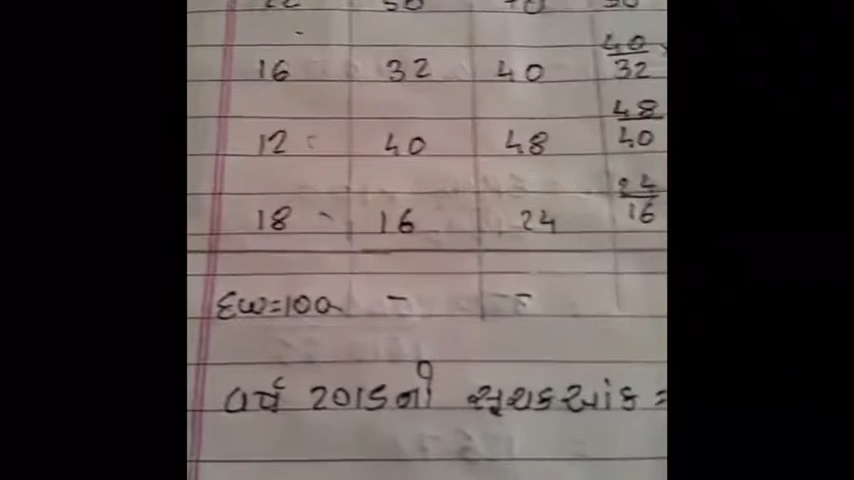 16 32 40 40/32
12 40 48 48/40
18 16 24 24/16
Σω=100 - -
વર્ષ 2015ની સૂચકઆંક =